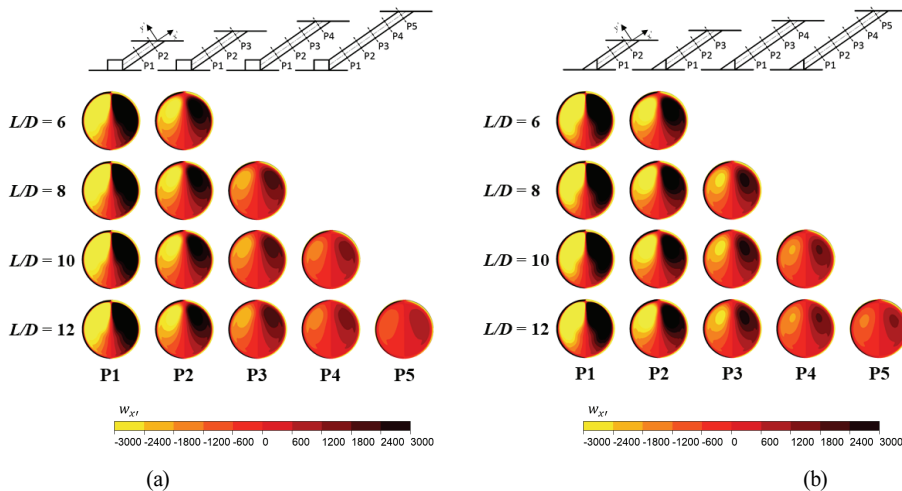 P1 P2 P1 P2 P3 P1 P2 P3 P4 P1 P2 P3 P4 P5
P1 P2 P1 P2 P3 P1 P2 P3 P4 P1 P2 P3 P4 P5
L/D = 6
L/D = 8
L/D = 10
L/D = 12
P1 P2 P3 P4 P5
wx'
-3000 -2400 -1800 -1200 -600 0 600 1200 1800 2400 3000
(a)
L/D = 6
L/D = 8
L/D = 10
L/D = 12
P1 P2 P3 P4 P5
wx'
-3000 -2400 -1800 -1200 -600 0 600 1200 1800 2400 3000
(b)